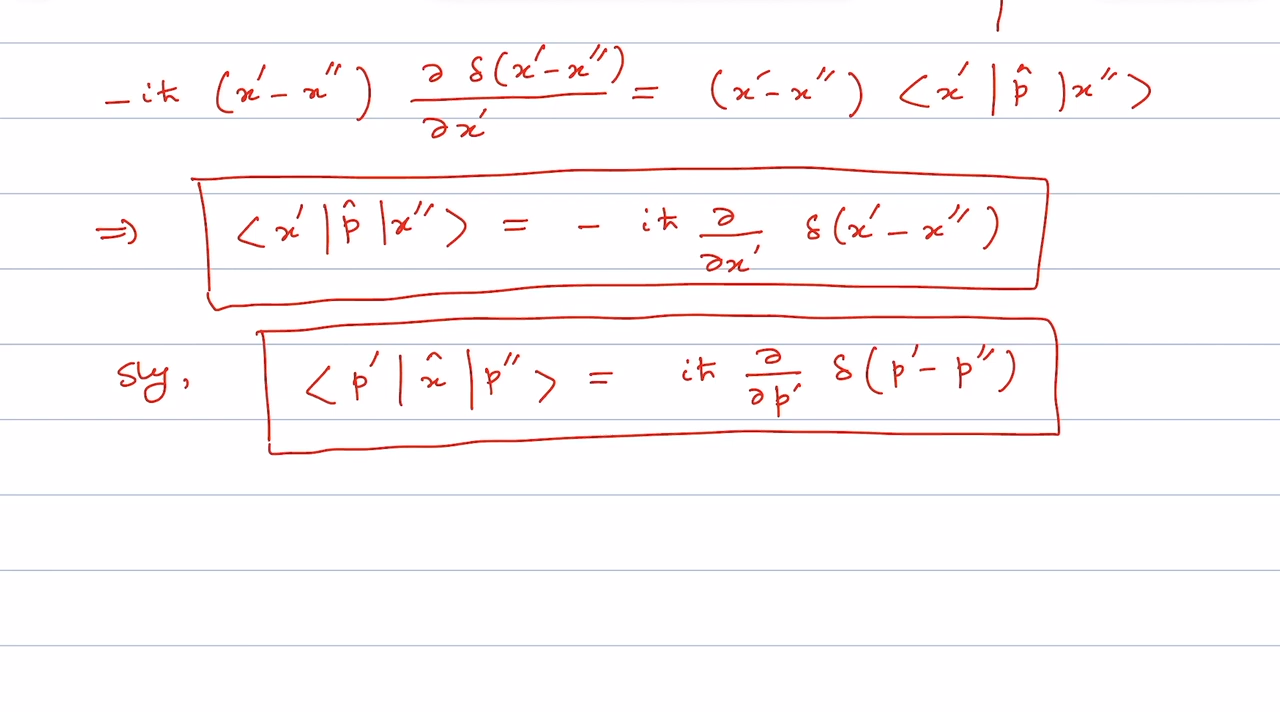 -iħ (x′ - x″) ∂ δ(x′ - x″) / ∂x′ = (x′ - x″) <x′|p̂|x″>
⇒ <x′|p̂|x″> = - iħ ∂/∂x′ δ(x′ - x″)
Sly, <p′|x̂|p″> = iħ ∂/∂p′ δ(p′ - p″)